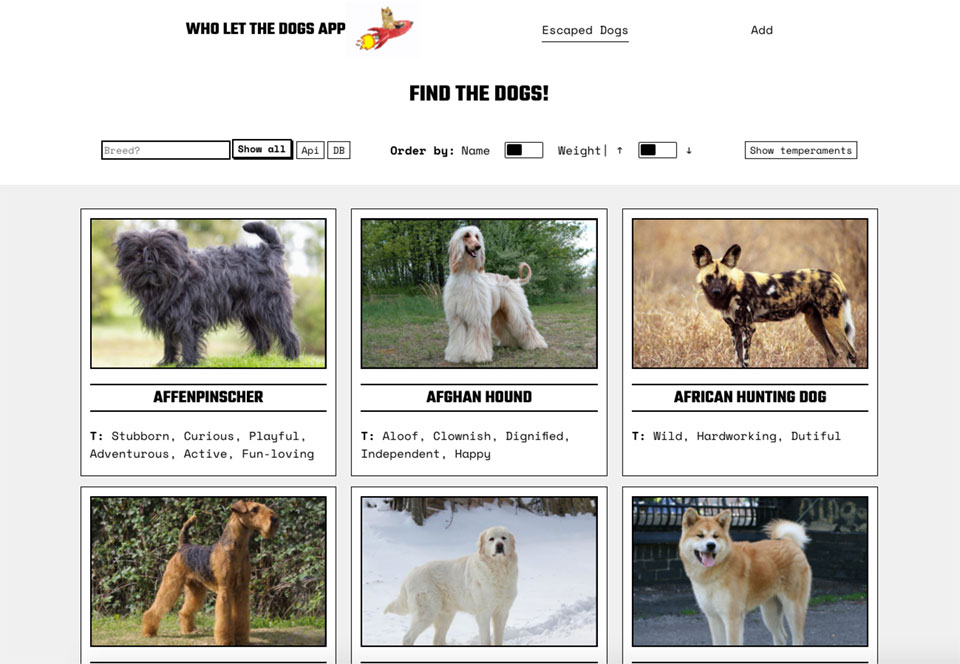 WHO LET THE DOGS APP
Escaped Dogs
Add
FIND THE DOGS!
Breed?
Show all
Api
DB
Order by: Name
Weight| ↑
↓
Show temperaments
AFFENPINSCHER
T: Stubborn, Curious, Playful,
Adventurous, Active, Fun-loving
AFGHAN HOUND
T: Aloof, Clownish, Dignified,
Independent, Happy
AFRICAN HUNTING DOG
T: Wild, Hardworking, Dutiful